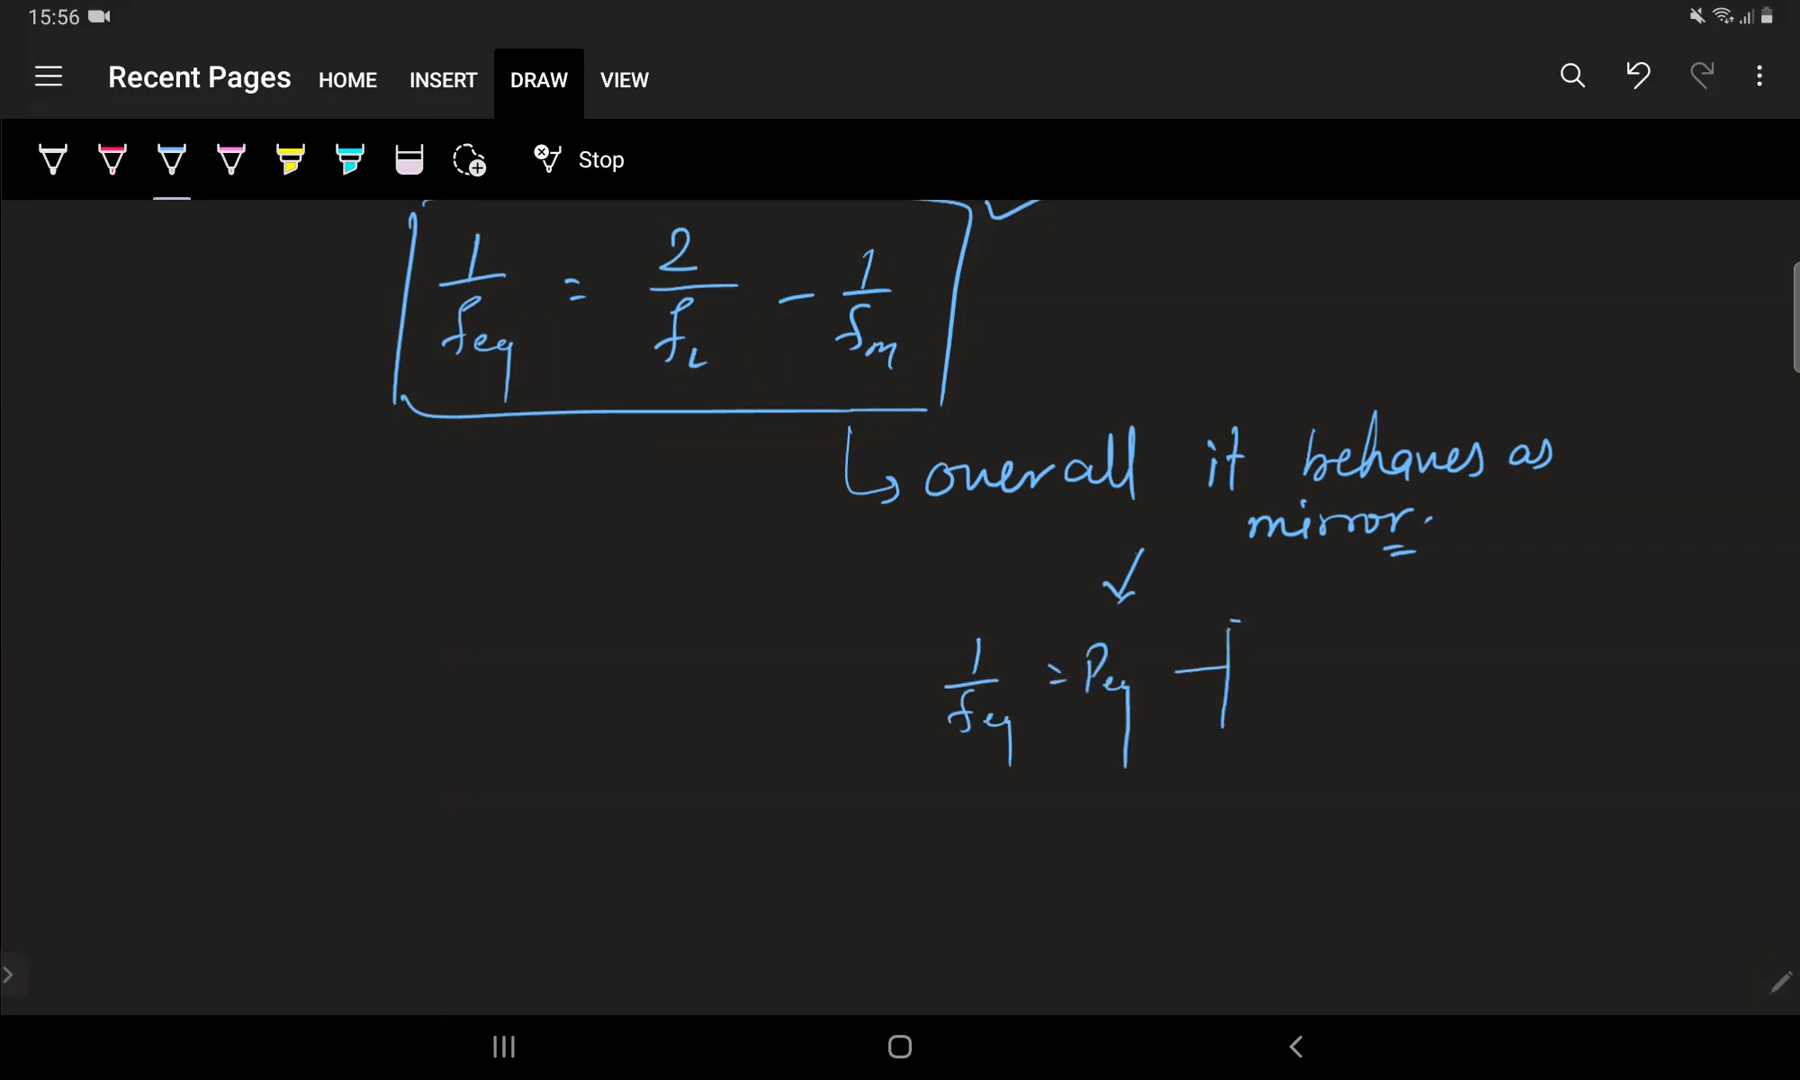 15:56
Recent Pages HOME INSERT DRAW VIEW
Stop
1/feq = 2/fL - 1/fm
overall it behaves as
mirror.
1/feq = Peq